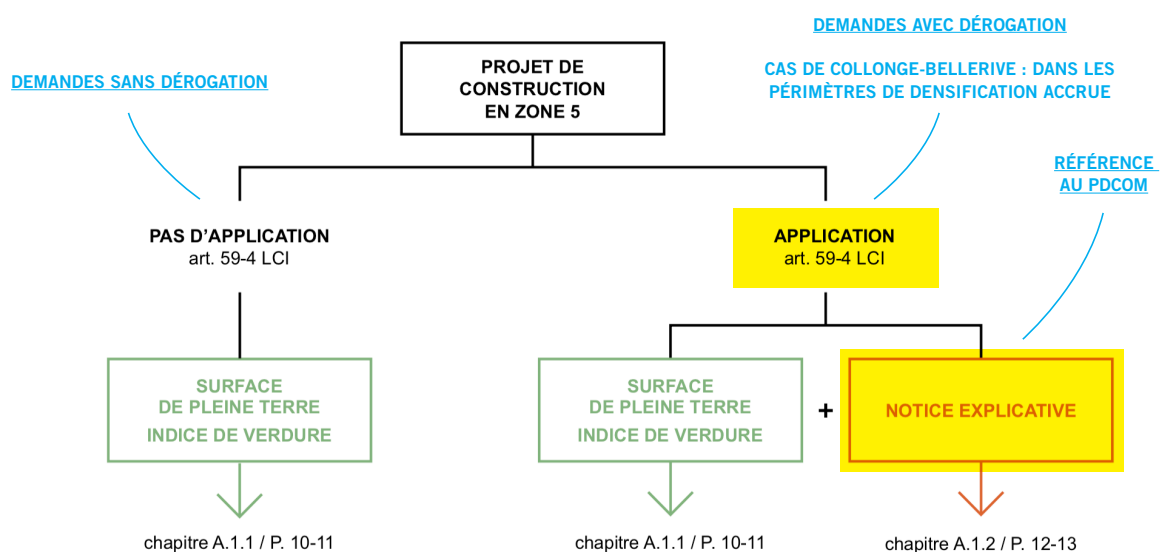 DEMANDES AVEC DÉROGATION
PROJET DE
CONSTRUCTION
EN ZONE 5
DEMANDES SANS DÉROGATION
CAS DE COLLONGE-BELLERIVE : DANS LES
PÉRIMÈTRES DE DENSIFICATION ACCRUE
RÉFÉRENCE
AU PDCOM
PAS D'APPLICATION
art. 59-4 LCI
APPLICATION
art. 59-4 LCI
SURFACE
DE PLEINE TERRE
INDICE DE VERDURE
SURFACE
DE PLEINE TERRE
INDICE DE VERDURE
+
NOTICE EXPLICATIVE
chapitre A.1.1 / P. 10-11
chapitre A.1.1 / P. 10-11
chapitre A.1.2 / P. 12-13